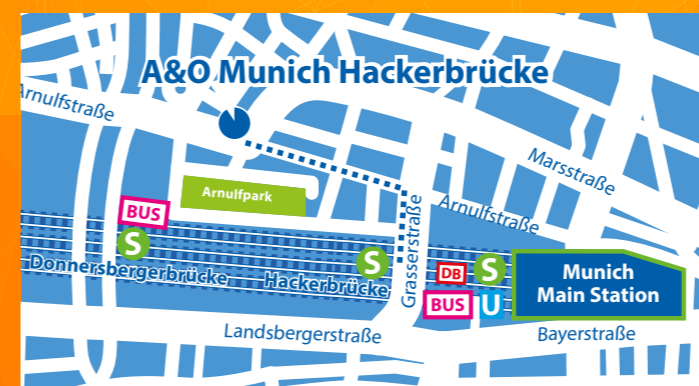 A&O Munich Hackerbrücke
Arnulfstraße
Marsstraße
Arnulfpark
BUS
Arnulfstraße
Grasserstraße
S
S
DB
S
Munich
Main Station
Donnersbergerbrücke
Hackerbrücke
BUS
U
Landsbergerstraße
Bayerstraße